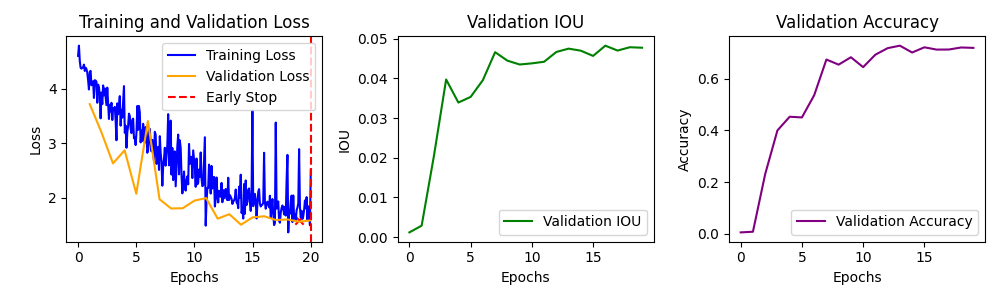 Training and Validation Loss
Loss
4
3
2
0
5
10
15
20
Epochs
Training Loss
Validation Loss
Early Stop
Validation IOU
IOU
0.05
0.04
0.03
0.02
0.01
0.00
0
5
10
15
Epochs
Validation IOU
Validation Accuracy
Accuracy
0.6
0.4
0.2
0.0
0
5
10
15
Epochs
Validation Accuracy